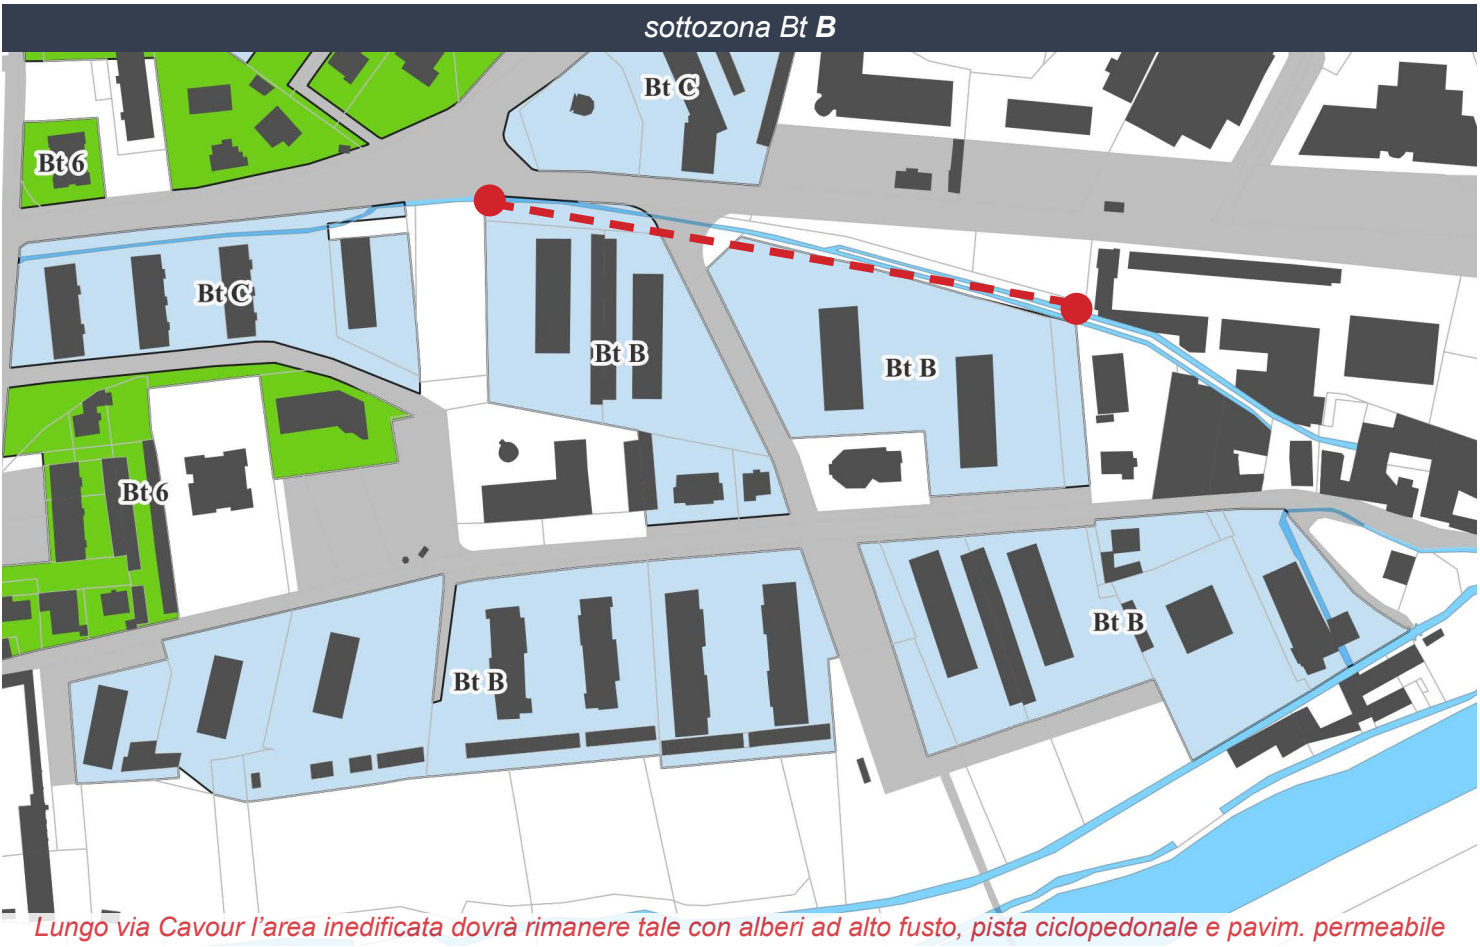 sottozona Bt B
Bt C
Bt 6
Bt C
Bt B
Bt B
Bt 6
Bt B
Bt B
Lungo via Cavour l'area inedificata dovrà rimanere tale con alberi ad alto fusto, pista ciclopedonale e pavim. permeabile